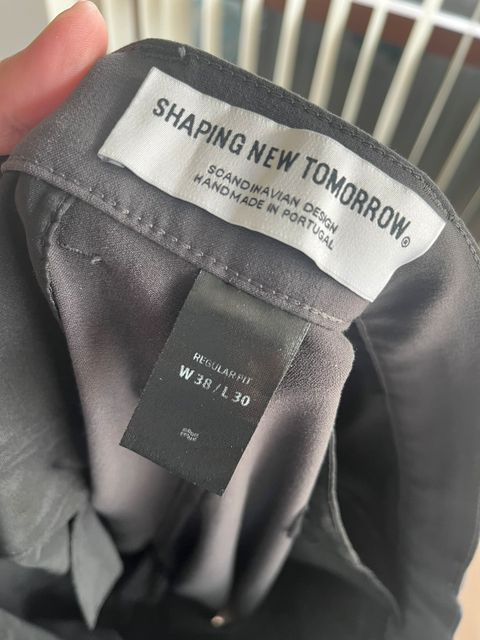 SHAPING NEW TOMORROW®
SCANDINAVIAN DESIGN
HANDMADE IN PORTUGAL
REGULAR FIT
W 38 / L 30